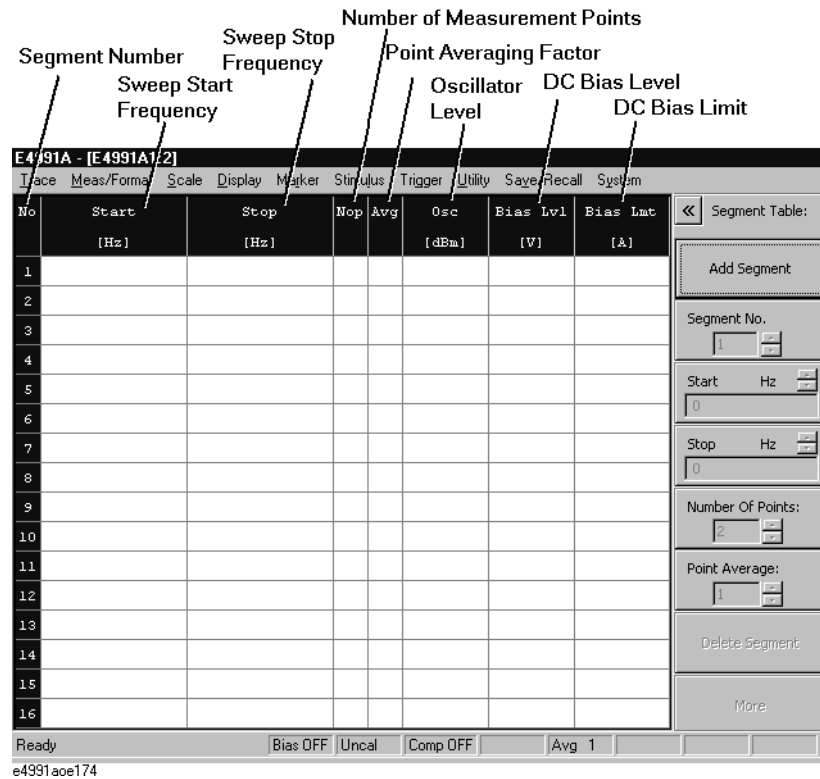 Number of Measurement Points
Sweep Stop
Frequency
Segment Number
Point Averaging Factor
Sweep Start
Frequency
Oscillator
Level
DC Bias Level
DC Bias Limit
E4991A - [E4991A1:2]
Trace Meas/Format Scale Display Marker Stimulus Trigger Utility Save/Recall System
No Start Stop Nop Avg Osc Bias Lvl Bias Lmt
[Hz] [Hz] [dBm] [V] [A]
1
2
3
4
5
6
7
8
9
10
11
12
13
14
15
16
« Segment Table:
Add Segment
Segment No.
1
Start Hz
0
Stop Hz
0
Number Of Points:
2
Point Average:
1
Delete Segment
More
Ready Bias OFF Uncal Comp OFF Avg 1
e4991aoe174